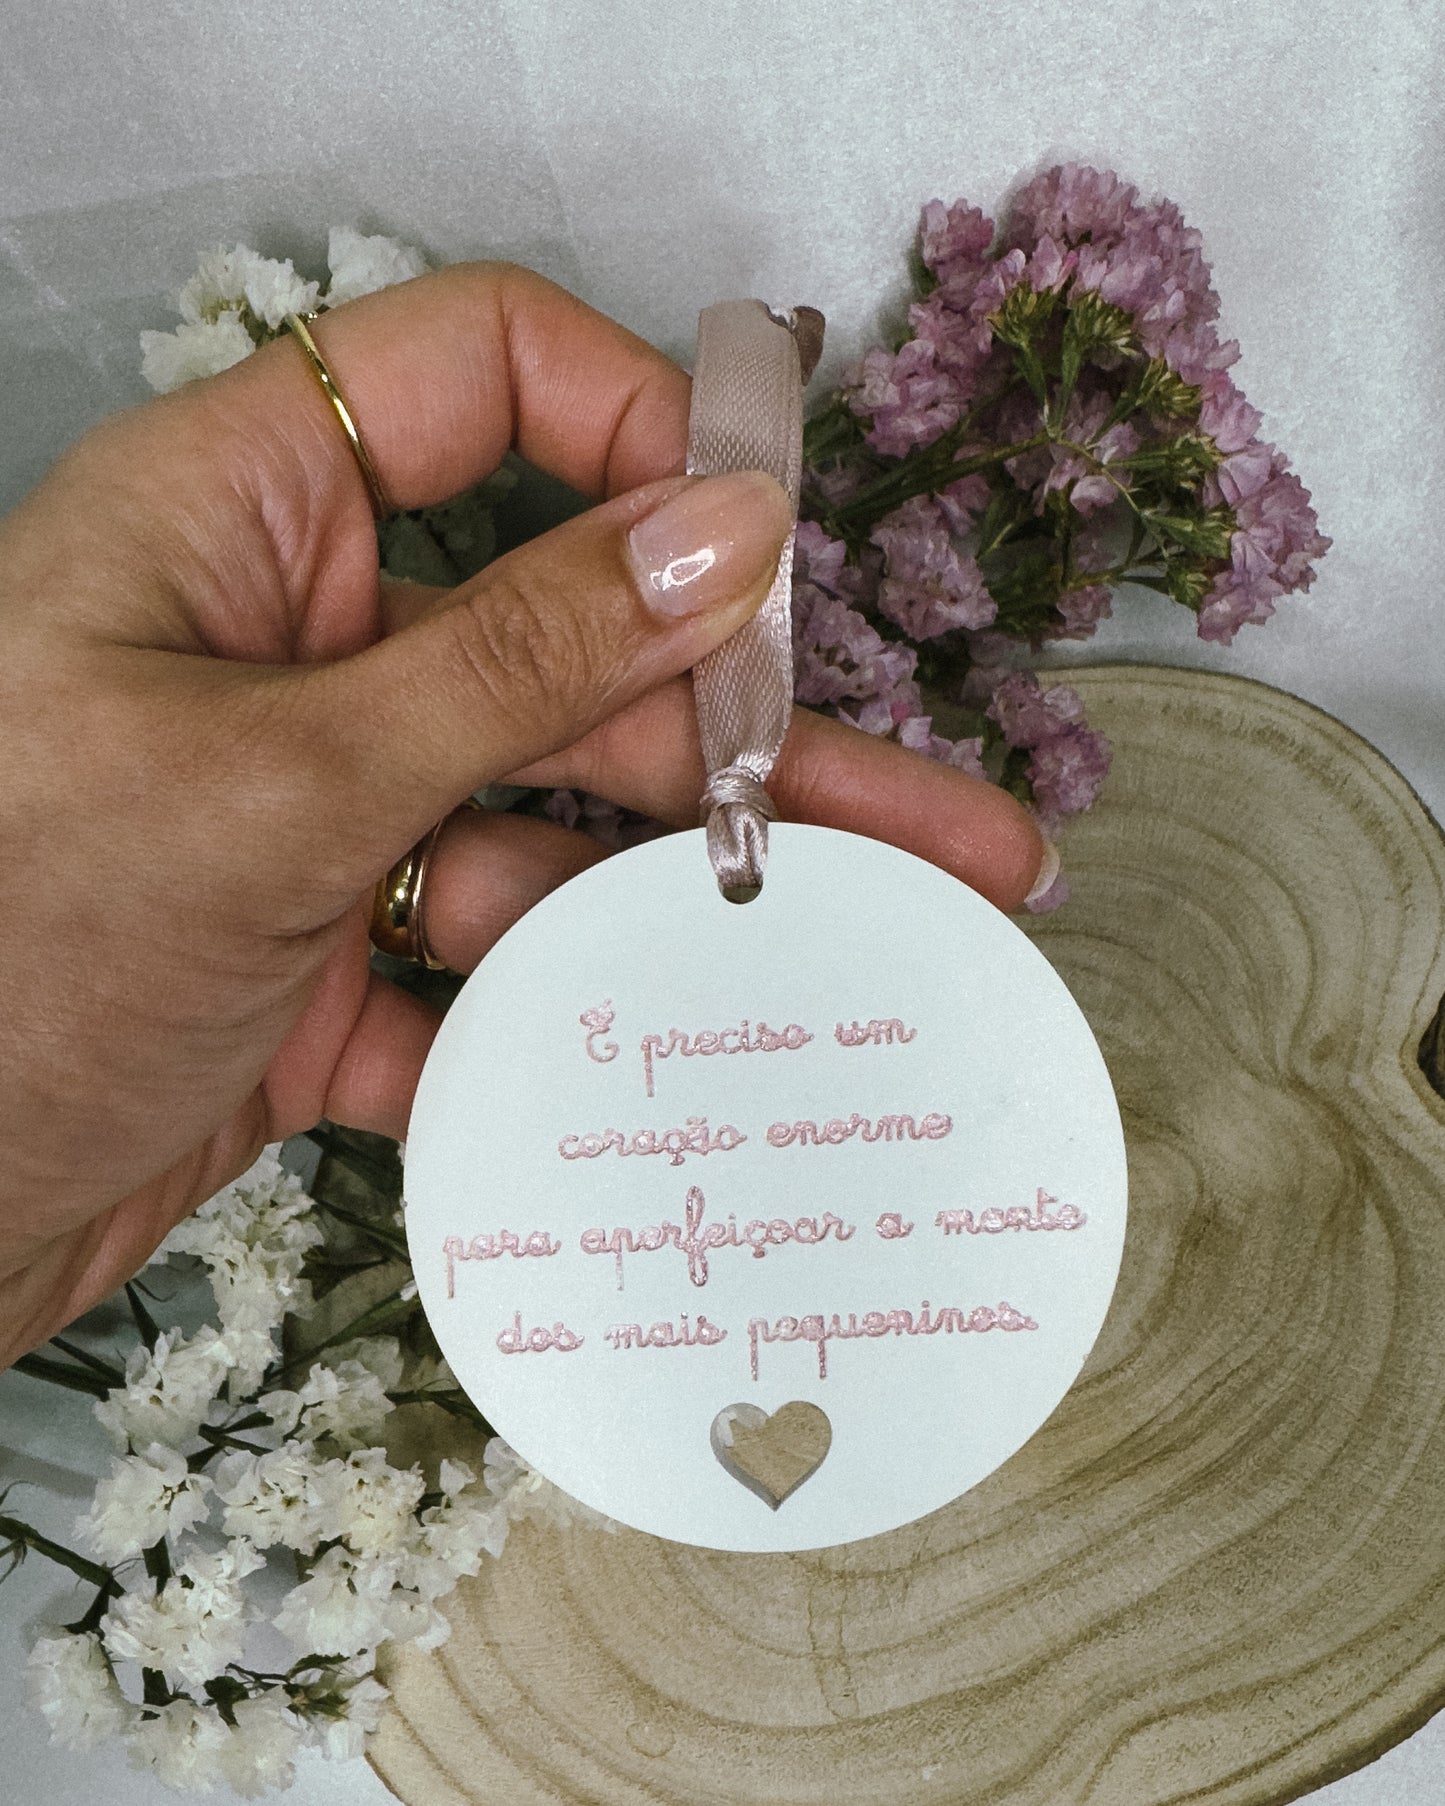 É preciso um
coração enorme
para aperfeiçoar a mente
dos mais pequeninos.